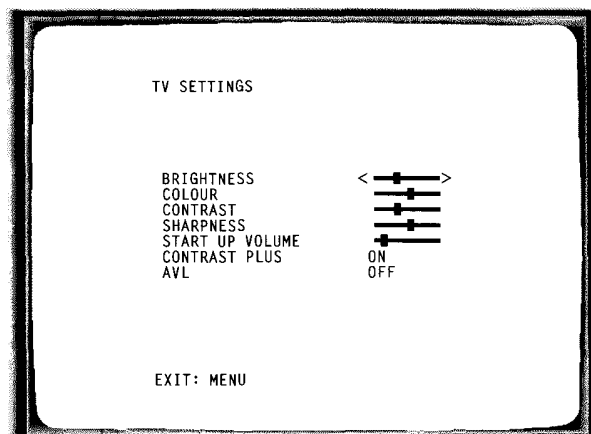 TV SETTINGS
BRIGHTNESS < >
COLOUR
CONTRAST
SHARPNESS
START UP VOLUME
CONTRAST PLUS ON
AVL OFF
EXIT: MENU